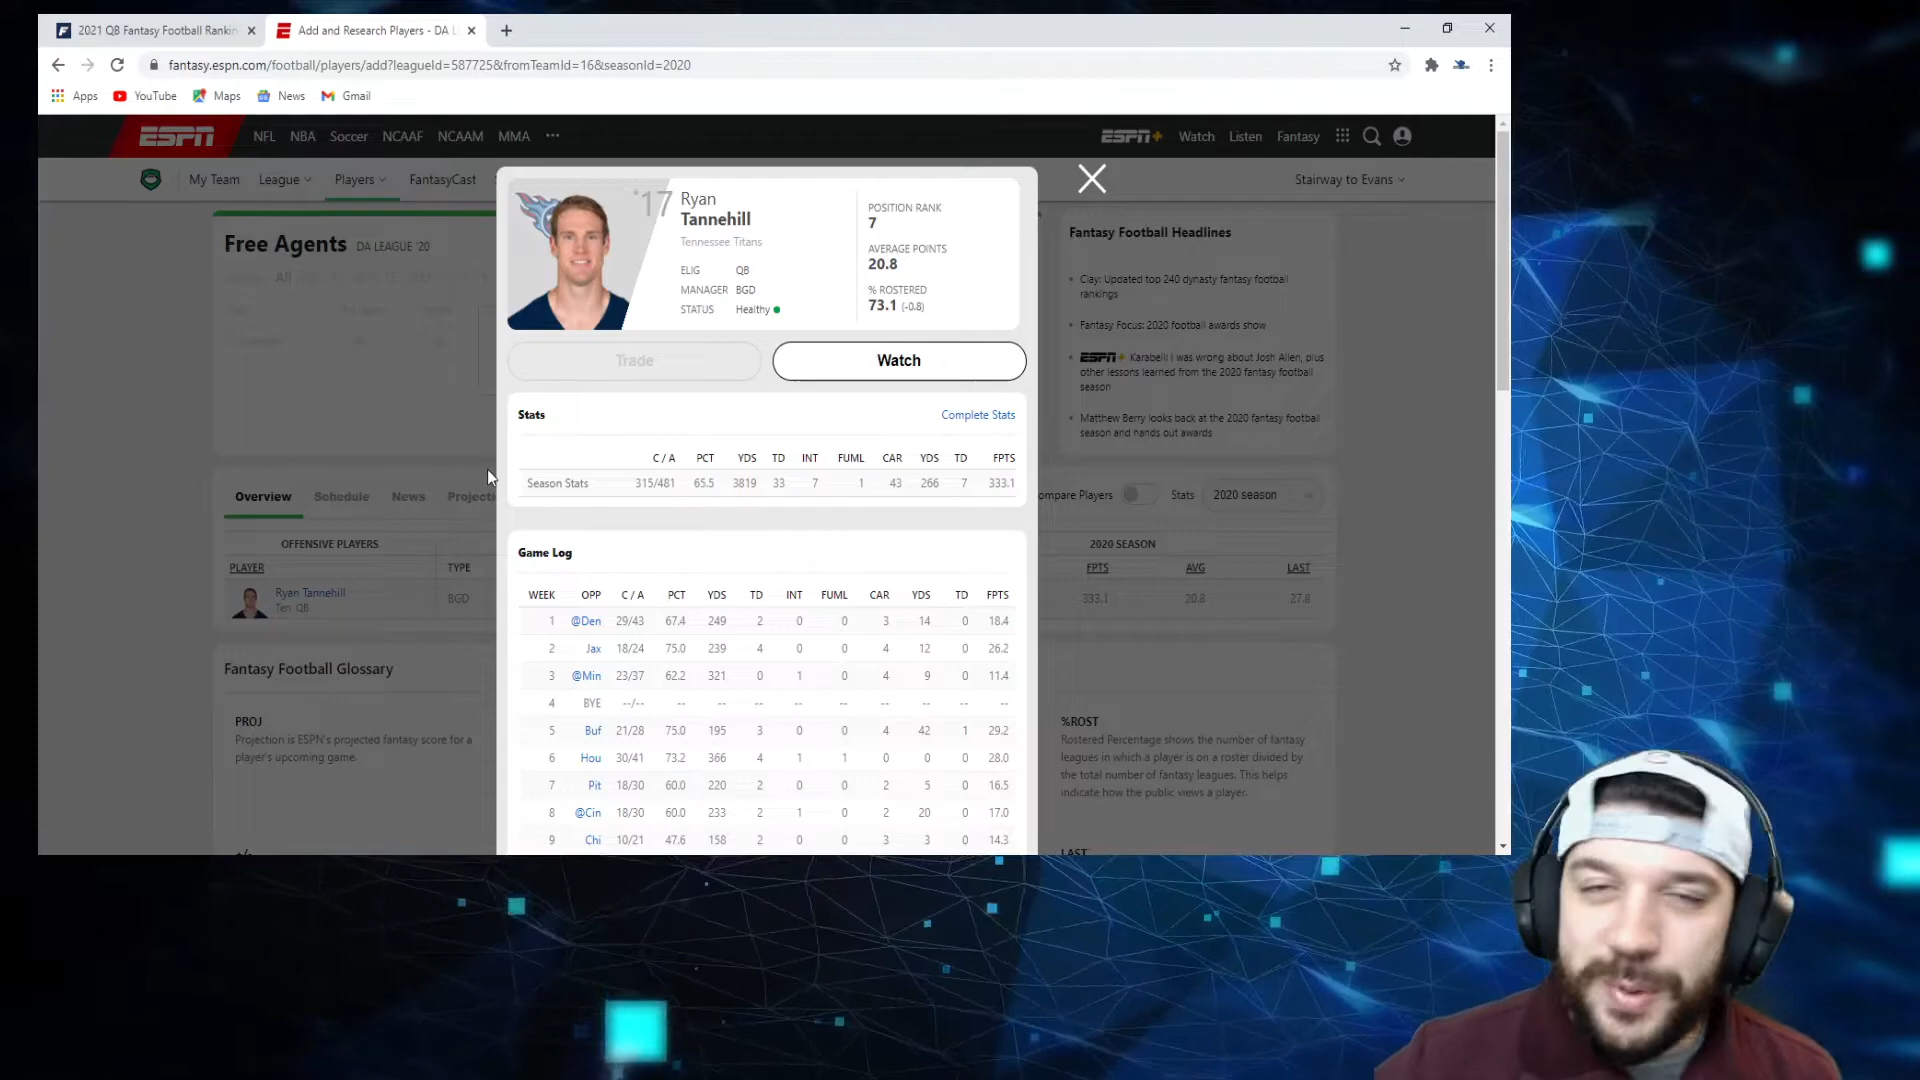 2021 QB Fantasy Football Rankin
Add and Research Players - DA L
fantasy.espn.com/football/players/add?leagueId=587725&fromTeamId=16&seasonId=2020
Apps YouTube Maps News Gmail
ESPN NFL NBA Soccer NCAAF NCAAM MMA ESPN+ Watch Listen Fantasy
My Team League Players FantasyCast Stairway to Evans
Free Agents DA LEAGUE '20
All
17 Ryan
Tannehill
Tennessee Titans
ELIG QB
MANAGER BGD
STATUS Healthy
POSITION RANK
7
AVERAGE POINTS
20.8
% ROSTERED
73.1 (-0.8)
Trade Watch
Fantasy Football Headlines
Clay: Updated top 240 dynasty fantasy football
rankings
Fantasy Focus: 2020 football awards show
ESPN+ Karabell: I was wrong about Josh Allen, plus
other lessons learned from the 2020 fantasy football
season
Matthew Berry looks back at the 2020 fantasy football
season and hands out awards
Stats Complete Stats
C / A PCT YDS TD INT FUML CAR YDS TD FPTS
Season Stats 315/481 65.5 3819 33 7 1 43 266 7 333.1
Overview Schedule News Projecti
ompare Players Stats 2020 season
OFFENSIVE PLAYERS
PLAYER TYPE
Ryan Tannehill
Ten QB
BGD
2020 SEASON
FPTS AVG LAST
333.1 20.8 27.8
Game Log
WEEK OPP C / A PCT YDS TD INT FUML CAR YDS TD FPTS
1 @Den 29/43 67.4 249 2 0 0 3 14 0 18.4
2 Jax 18/24 75.0 239 4 0 0 4 12 0 26.2
3 @Min 23/37 62.2 321 0 1 0 4 9 0 11.4
4 BYE --/-- -- -- -- -- -- -- -- -- --
5 Buf 21/28 75.0 195 3 0 0 4 42 1 29.2
6 Hou 30/41 73.2 366 4 1 1 0 0 0 28.0
7 Pit 18/30 60.0 220 2 0 0 2 5 0 16.5
8 @Cin 18/30 60.0 233 2 1 0 2 20 0 17.0
9 Chi 10/21 47.6 158 2 0 0 3 3 0 14.3
Fantasy Football Glossary
PROJ
Projection is ESPN's projected fantasy score for a
player's upcoming game.
+/-
%ROST
Rostered Percentage shows the number of fantasy
leagues in which a player is on a roster divided by
the total number of fantasy leagues. This helps
indicate how the public views a player.
LAST